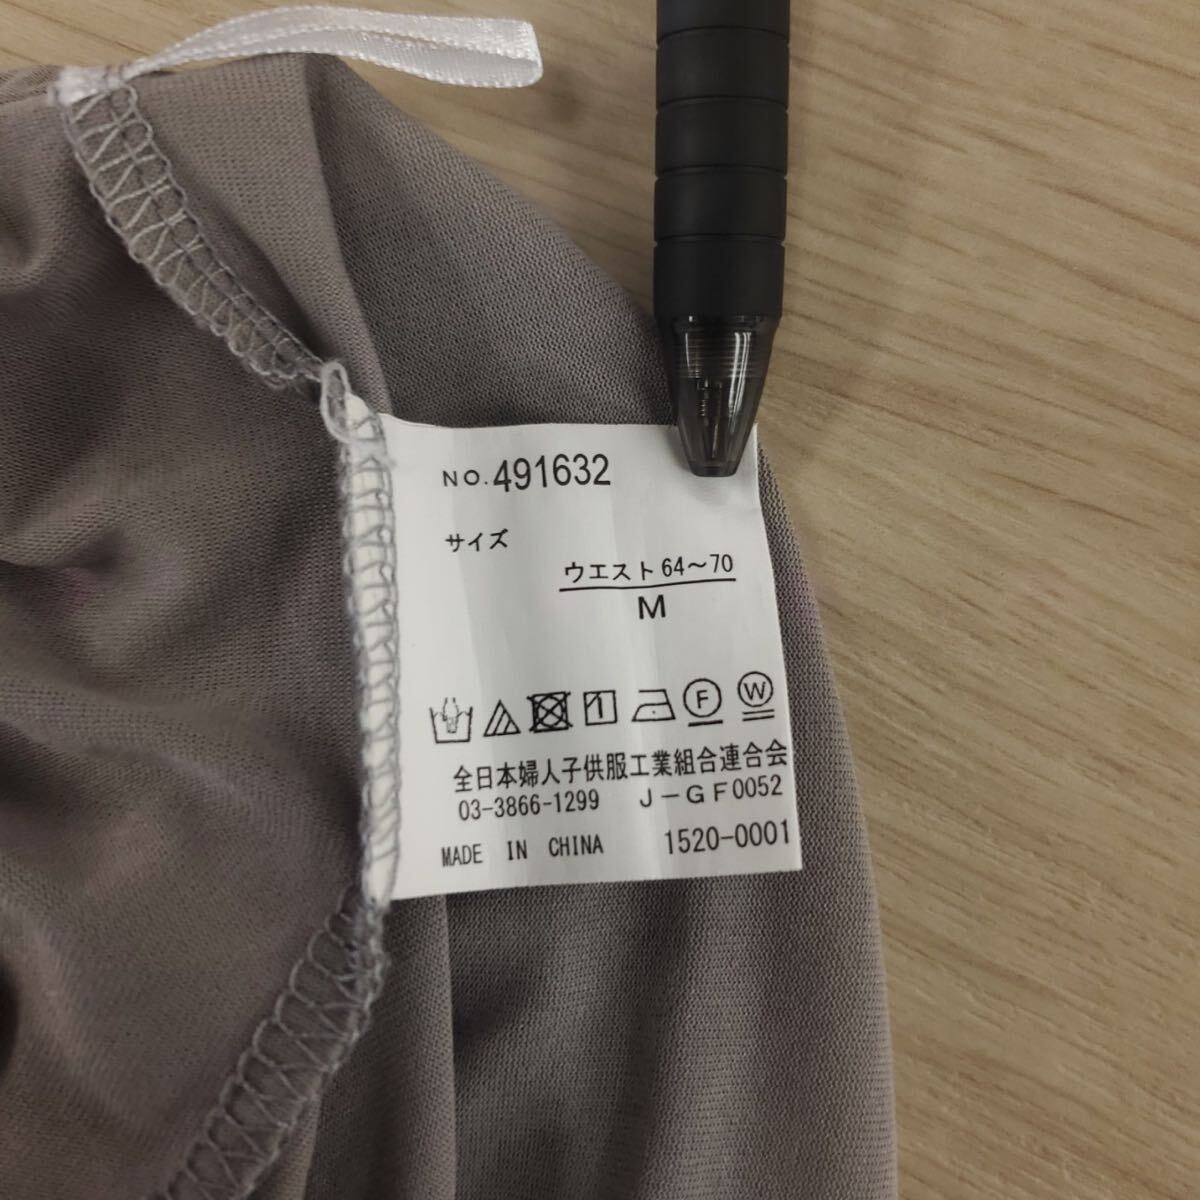 NO.491632
サイズ
ウエスト64〜70
M
F W
全日本婦人子供服工業組合連合会
03-3866-1299 J-GF0052
MADE IN CHINA 1520-0001